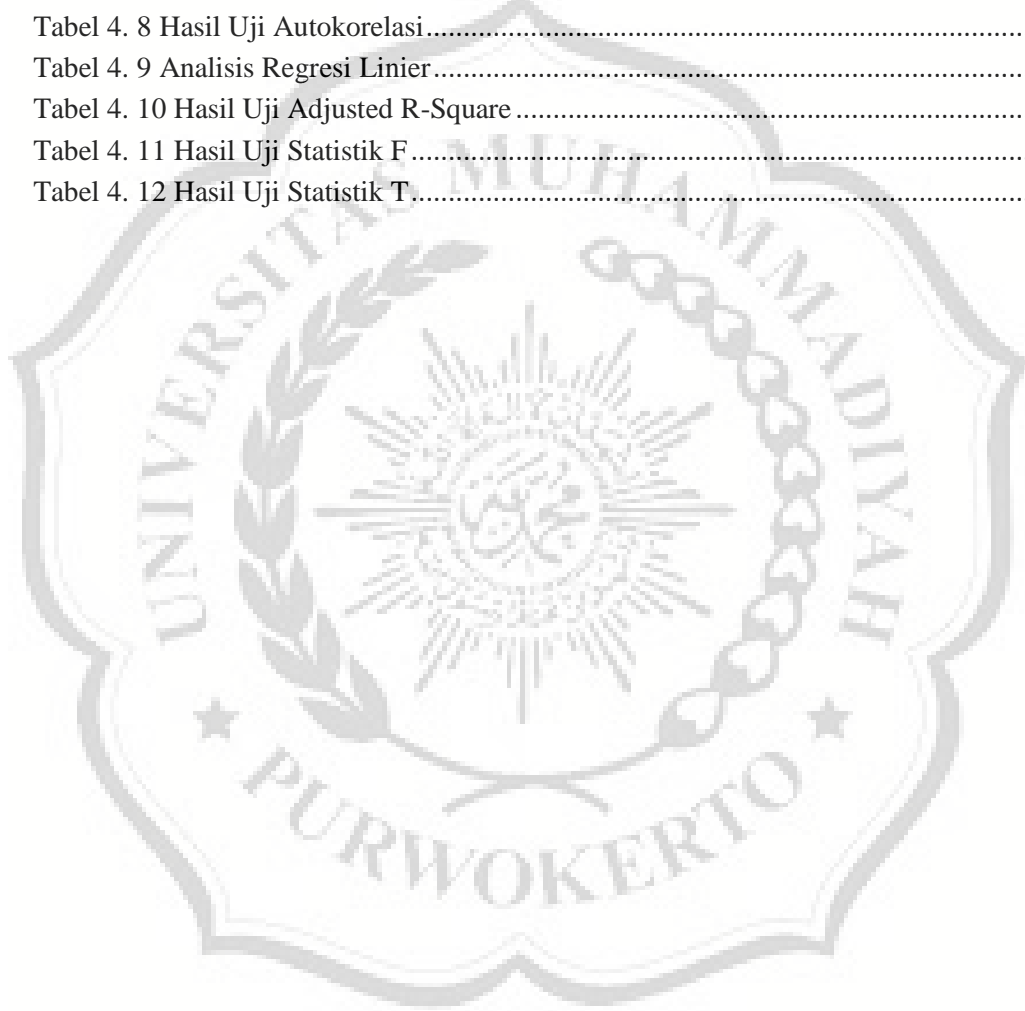 Tabel 4. 8 Hasil Uji Autokorelasi
Tabel 4. 9 Analisis Regresi Linier
Tabel 4. 10 Hasil Uji Adjusted R-Square
Tabel 4. 11 Hasil Uji Statistik F
Tabel 4. 12 Hasil Uji Statistik T
UNIVERSITAS MUHAMMADIYAH
PURWOKERTO